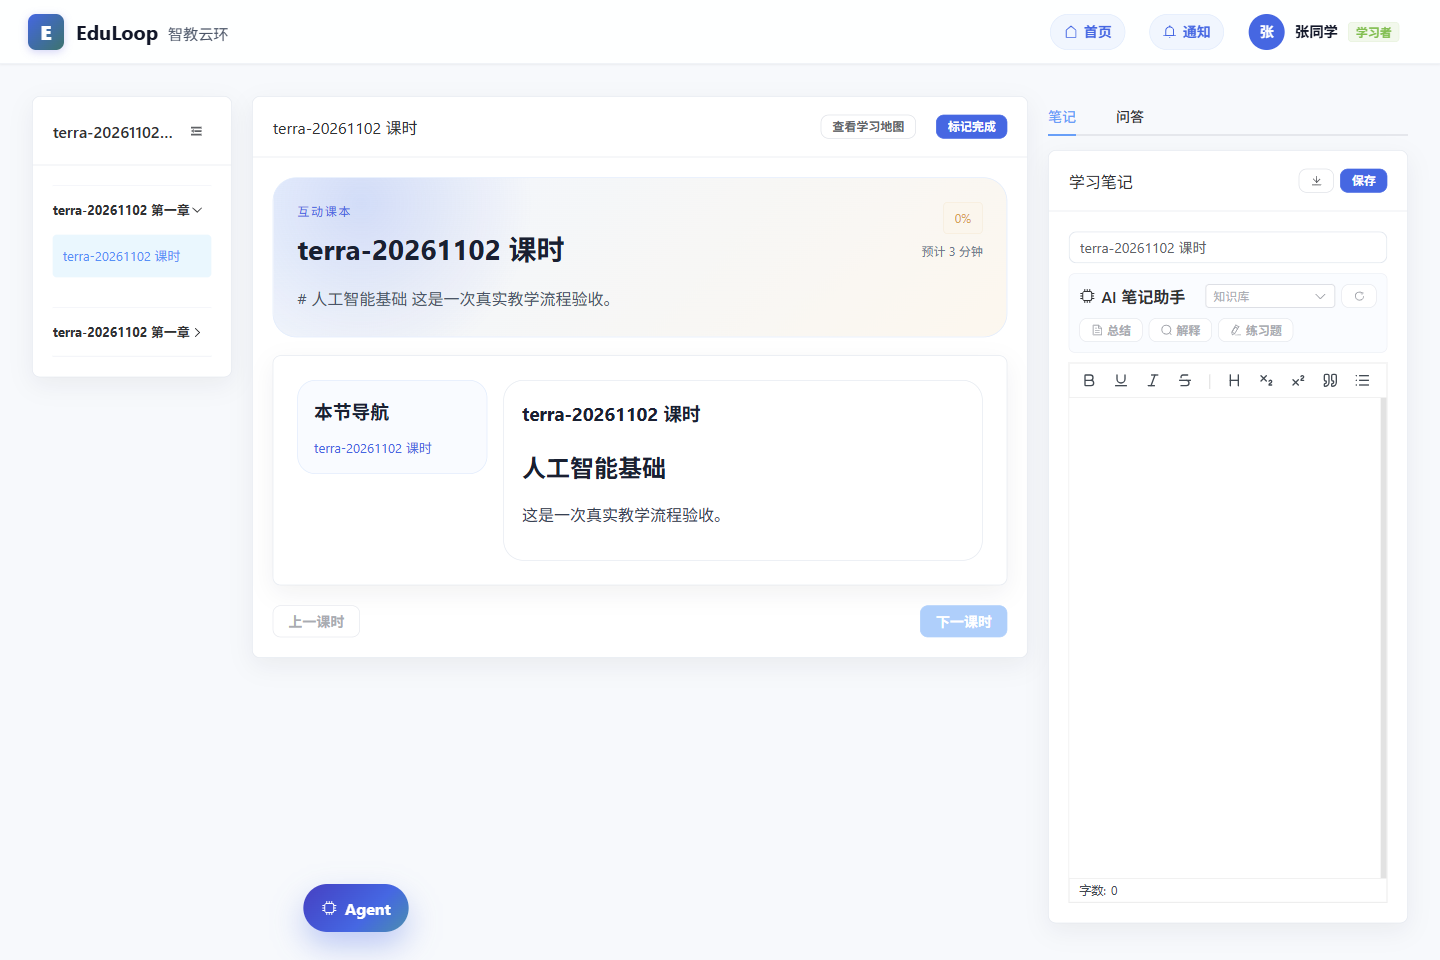 E EduLoop 智教云环
首页
通知
张 张同学 学习者
terra-20261102...
terra-20261102 第一章
terra-20261102 课时
terra-20261102 第一章
terra-20261102 课时
查看学习地图
标记完成
互动课本
terra-20261102 课时
# 人工智能基础 这是一次真实教学流程验收。
0%
预计 3 分钟
本节导航
terra-20261102 课时
terra-20261102 课时
人工智能基础
这是一次真实教学流程验收。
上一课时
下一课时
Agent
笔记 问答
学习笔记
保存
terra-20261102 课时
AI 笔记助手 知识库
总结 解释 练习题
字数: 0